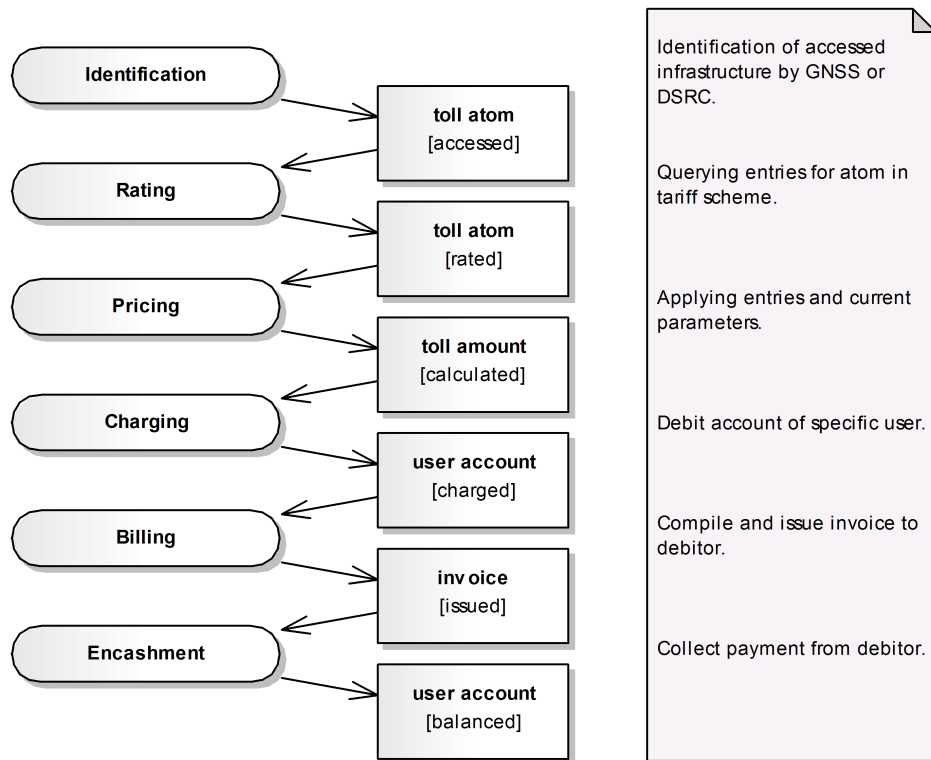 Identification
toll atom
[accessed]
Rating
toll atom
[rated]
Pricing
toll amount
[calculated]
Charging
user account
[charged]
Billing
invoice
[issued]
Encashment
user account
[balanced]
Identification of accessed
infrastructure by GNSS or
DSRC.
Querying entries for atom in
tariff scheme.
Applying entries and current
parameters.
Debit account of specific user.
Compile and issue invoice to
debitor.
Collect payment from debitor.